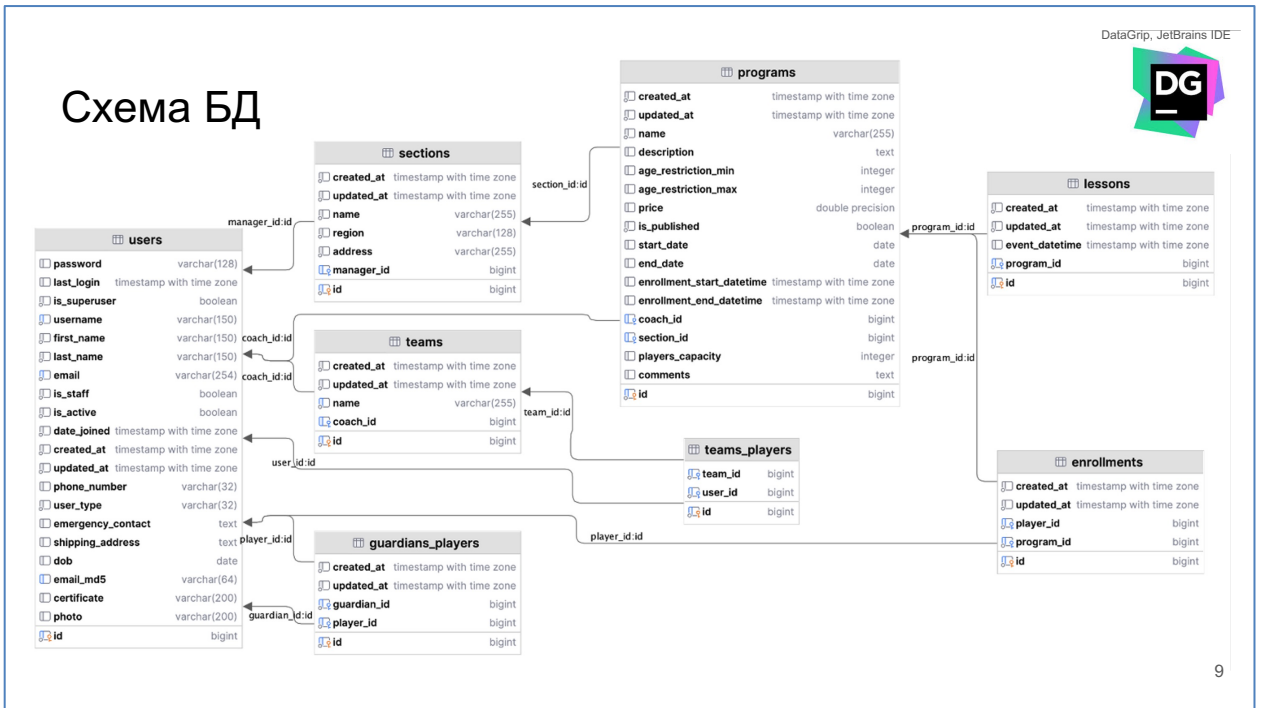 DataGrip, JetBrains IDE
DG
Схема БД
programs
created_at timestamp with time zone
updated_at timestamp with time zone
name varchar(255)
description text
age_restriction_min integer
age_restriction_max integer
price double precision
is_published boolean
start_date date
end_date date
enrollment_start_datetime timestamp with time zone
enrollment_end_datetime timestamp with time zone
coach_id bigint
section_id bigint
players_capacity integer
comments text
id bigint
sections
created_at timestamp with time zone
updated_at timestamp with time zone
name varchar(255)
region varchar(128)
address varchar(255)
manager_id bigint
id bigint
section_id:id
manager_id:id
lessons
created_at timestamp with time zone
updated_at timestamp with time zone
event_datetime timestamp with time zone
program_id bigint
id bigint
program_id:id
program_id:id
users
password varchar(128)
last_login timestamp with time zone
is_superuser boolean
username varchar(150)
first_name varchar(150)
last_name varchar(150)
email varchar(254)
is_staff boolean
is_active boolean
date_joined timestamp with time zone
created_at timestamp with time zone
updated_at timestamp with time zone
phone_number varchar(32)
user_type varchar(32)
emergency_contact text
shipping_address text
dob date
email_md5 varchar(64)
certificate varchar(200)
photo varchar(200)
id bigint
coach_id:id
coach_id:id
teams
created_at timestamp with time zone
updated_at timestamp with time zone
name varchar(255)
coach_id bigint
id bigint
team_id:id
user_id:id
teams_players
team_id bigint
user_id bigint
id bigint
enrollments
created_at timestamp with time zone
updated_at timestamp with time zone
player_id bigint
program_id bigint
id bigint
player_id:id
player_id:id
guardians_players
created_at timestamp with time zone
updated_at timestamp with time zone
guardian_id bigint
player_id bigint
id bigint
guardian_id:id
9